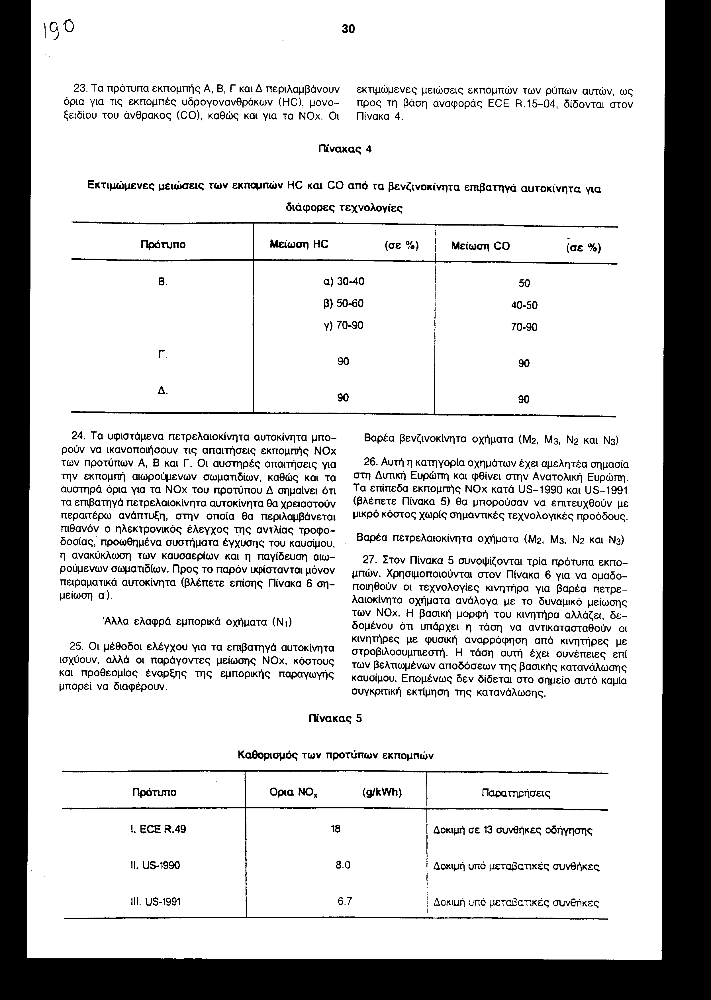 190
30
23. Τα πρότυπα εκπομπής Α, Β, Γ και Δ περιλαμβάνουν
όρια για τις εκπομπές υδρογονανθράκων (HC), μονο-
ξειδίου του άνθρακος (CO), καθώς και για τα NOx. Οι
εκτιμώμενες μειώσεις εκπομπών των ρύπων αυτών, ως
προς τη βάση αναφοράς ECE R.15-04, δίδονται στον
Πίνακα 4.
Πίνακας 4
Εκτιμώμενες μειώσεις των εκπομπών HC και CO από τα βενζινοκίνητα επιβατηγά αυτοκίνητα για
διάφορες τεχνολογίες
Πρότυπο Μείωση HC (σε %) Μείωση CO (σε %)
Β. α) 30-40 50
β) 50-60 40-50
γ) 70-90 70-90
Γ. 90 90
Δ. 90 90
24. Τα υφιστάμενα πετρελαιοκίνητα αυτοκίνητα μπο-
ρούν να ικανοποιήσουν τις απαιτήσεις εκπομπής NOx
των προτύπων Α, Β και Γ. Οι αυστηρές απαιτήσεις για
την εκπομπή αιωρούμενων σωματιδίων, καθώς και τα
αυστηρά όρια για τα NOx του προτύπου Δ σημαίνει ότι
τα επιβατηγά πετρελαιοκίνητα αυτοκίνητα θα χρειαστούν
περαιτέρω ανάπτυξη, στην οποία θα περιλαμβάνεται
πιθανόν ο ηλεκτρονικός έλεγχος της αντλίας τροφο-
δοσίας, προωθημένα συστήματα έγχυσης του καυσίμου,
η ανακύκλωση των καυσαερίων και η παγίδευση αιω-
ρούμενων σωματιδίων. Προς το παρόν υφίστανται μόνον
πειραματικά αυτοκίνητα (βλέπετε επίσης Πίνακα 6 ση-
μείωση α').
Άλλα ελαφρά εμπορικά οχήματα (N1)
25. Οι μέθοδοι ελέγχου για τα επιβατηγά αυτοκίνητα
ισχύουν, αλλά οι παράγοντες μείωσης NOx, κόστους
και προθεσμίας έναρξης της εμπορικής παραγωγής
μπορεί να διαφέρουν.
Βαρέα βενζινοκίνητα οχήματα (M2, M3, N2 και N3)
26. Αυτή η κατηγορία οχημάτων έχει αμελητέα σημασία
στη Δυτική Ευρώπη και φθίνει στην Ανατολική Ευρώπη.
Τα επίπεδα εκπομπής NOx κατά US-1990 και US-1991
(βλέπετε Πίνακα 5) θα μπορούσαν να επιτευχθούν με
μικρό κόστος χωρίς σημαντικές τεχνολογικές προόδους.
Βαρέα πετρελαιοκίνητα οχήματα (M2, M3, N2 και N3)
27. Στον Πίνακα 5 συνοψίζονται τρία πρότυπα εκπο-
μπών. Χρησιμοποιούνται στον Πίνακα 6 για να ομαδο-
ποιηθούν οι τεχνολογίες κινητήρα για βαρέα πετρε-
λαιοκίνητα οχήματα ανάλογα με το δυναμικό μείωσης
των NOx. Η βασική μορφή του κινητήρα αλλάζει, δε-
δομένου ότι υπάρχει η τάση να αντικατασταθούν οι
κινητήρες με φυσική αναρρόφηση από κινητήρες με
στροβιλοσυμπιεστή. Η τάση αυτή έχει συνέπειες επί
των βελτιωμένων αποδόσεων της βασικής κατανάλωσης
καυσίμου. Επομένως δεν δίδεται στο σημείο αυτό καμία
συγκριτική εκτίμηση της κατανάλωσης.
Πίνακας 5
Καθορισμός των προτύπων εκπομπών
Πρότυπο Ορια NOx (g/kWh) Παρατηρήσεις
I. ECE R.49 18 Δοκιμή σε 13 συνθήκες οδήγησης
II. US-1990 8.0 Δοκιμή υπό μεταβατικές συνθήκες
III. US-1991 6.7 Δοκιμή υπό μεταβατικές συνθήκες